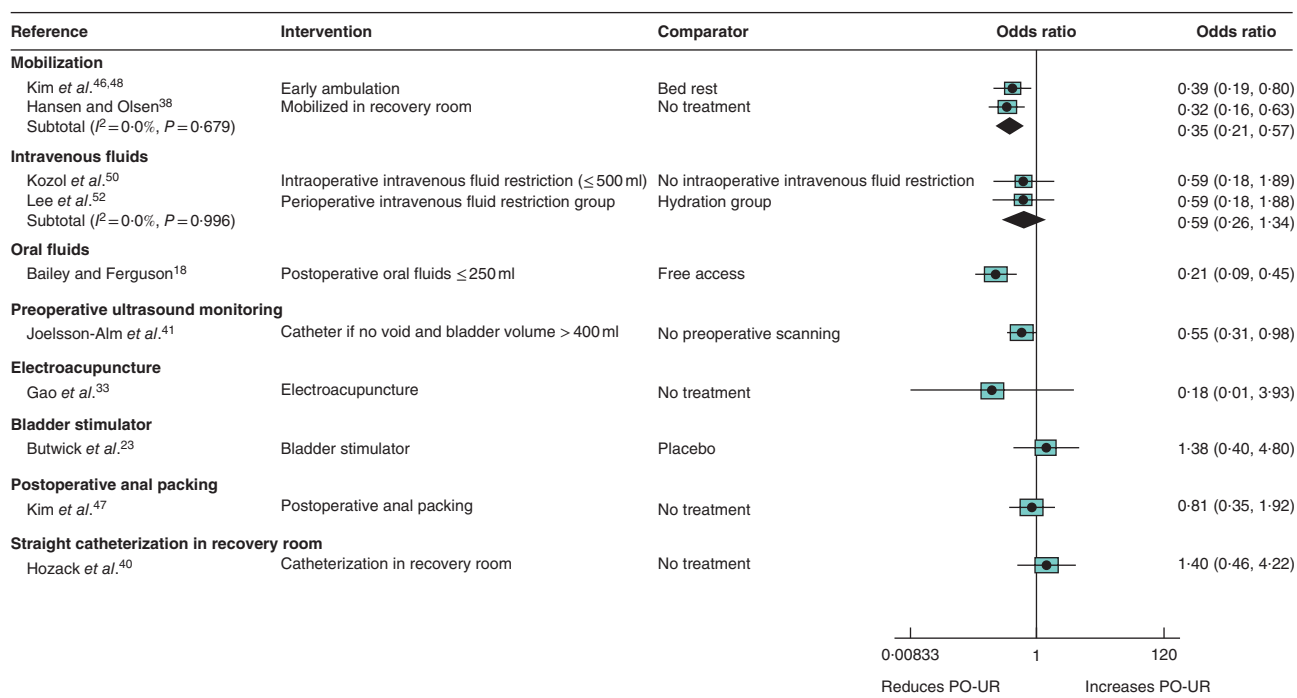 Reference Intervention Comparator Odds ratio Odds ratio
Mobilization
Kim et al.46,48 Early ambulation Bed rest 0·39 (0·19, 0·80)
Hansen and Olsen38 Mobilized in recovery room No treatment 0·32 (0·16, 0·63)
Subtotal (I2=0·0%, P=0·679) 0·35 (0·21, 0·57)
Intravenous fluids
Kozol et al.50 Intraoperative intravenous fluid restriction (≤500 ml) No intraoperative intravenous fluid restriction 0·59 (0·18, 1·89)
Lee et al.52 Perioperative intravenous fluid restriction group Hydration group 0·59 (0·18, 1·88)
Subtotal (I2=0·0%, P=0·996) 0·59 (0·26, 1·34)
Oral fluids
Bailey and Ferguson18 Postoperative oral fluids ≤250 ml Free access 0·21 (0·09, 0·45)
Preoperative ultrasound monitoring
Joelsson-Alm et al.41 Catheter if no void and bladder volume > 400 ml No preoperative scanning 0·55 (0·31, 0·98)
Electroacupuncture
Gao et al.33 Electroacupuncture No treatment 0·18 (0·01, 3·93)
Bladder stimulator
Butwick et al.23 Bladder stimulator Placebo 1·38 (0·40, 4·80)
Postoperative anal packing
Kim et al.47 Postoperative anal packing No treatment 0·81 (0·35, 1·92)
Straight catheterization in recovery room
Hozack et al.40 Catheterization in recovery room No treatment 1·40 (0·46, 4·22)
0·00833 1 120
Reduces PO-UR Increases PO-UR